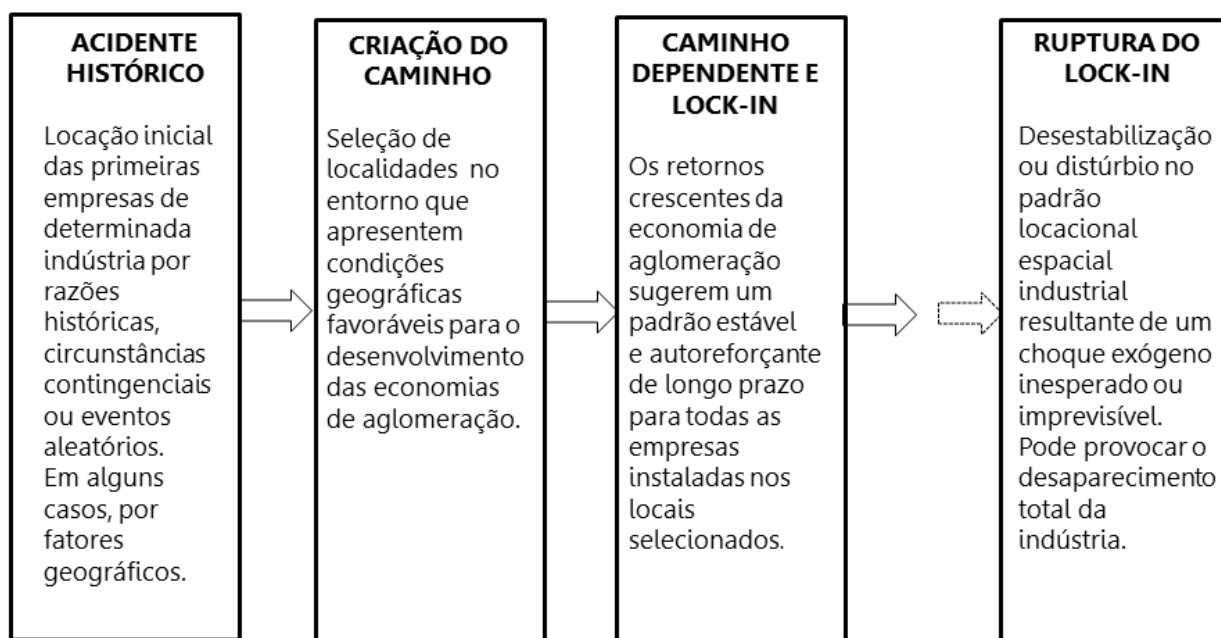 ACIDENTE
HISTÓRICO
Locação inicial
das primeiras
empresas de
determinada
indústria por
razões
históricas,
circunstâncias
contingenciais
ou eventos
aleatórios.
Em alguns
casos, por
fatores
geográficos.
CRIAÇÃO DO
CAMINHO
Seleção de
localidades no
entorno que
apresentem
condições
geográficas
favoráveis para o
desenvolvimento
das economias
de aglomeração.
CAMINHO
DEPENDENTE E
LOCK-IN
Os retornos
crescentes da
economia de
aglomeração
sugerem um
padrão estável
e autoreforçante
de longo prazo
para todas as
empresas
instaladas nos
locais
selecionados.
RUPTURA DO
LOCK-IN
Desestabilização
ou distúrbio no
padrão
locacional
espacial
industrial
resultante de um
choque exógeno
inesperado ou
imprevisível.
Pode provocar o
desaparecimento
total da
indústria.